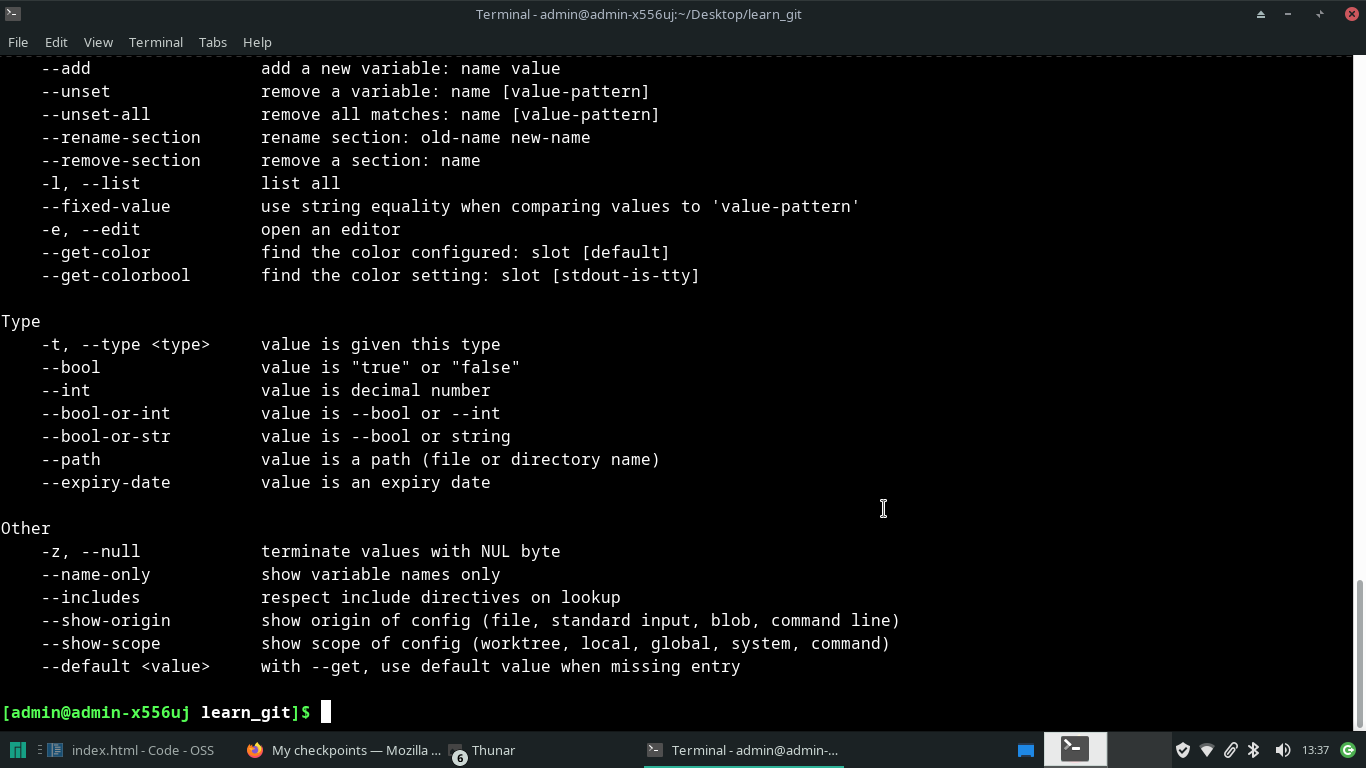 Terminal - admin@admin-x556uj:~/Desktop/learn_git
File Edit View Terminal Tabs Help
--add add a new variable: name value
--unset remove a variable: name [value-pattern]
--unset-all remove all matches: name [value-pattern]
--rename-section rename section: old-name new-name
--remove-section remove a section: name
-l, --list list all
--fixed-value use string equality when comparing values to 'value-pattern'
-e, --edit open an editor
--get-color find the color configured: slot [default]
--get-colorbool find the color setting: slot [stdout-is-tty]
Type
-t, --type <type> value is given this type
--bool value is "true" or "false"
--int value is decimal number
--bool-or-int value is --bool or --int
--bool-or-str value is --bool or string
--path value is a path (file or directory name)
--expiry-date value is an expiry date
Other
-z, --null terminate values with NUL byte
--name-only show variable names only
--includes respect include directives on lookup
--show-origin show origin of config (file, standard input, blob, command line)
--show-scope show scope of config (worktree, local, global, system, command)
--default <value> with --get, use default value when missing entry
[admin@admin-x556uj learn_git]$
index.html - Code - OSS My checkpoints — Mozilla ... 6 Thunar Terminal - admin@admin-... 13:37